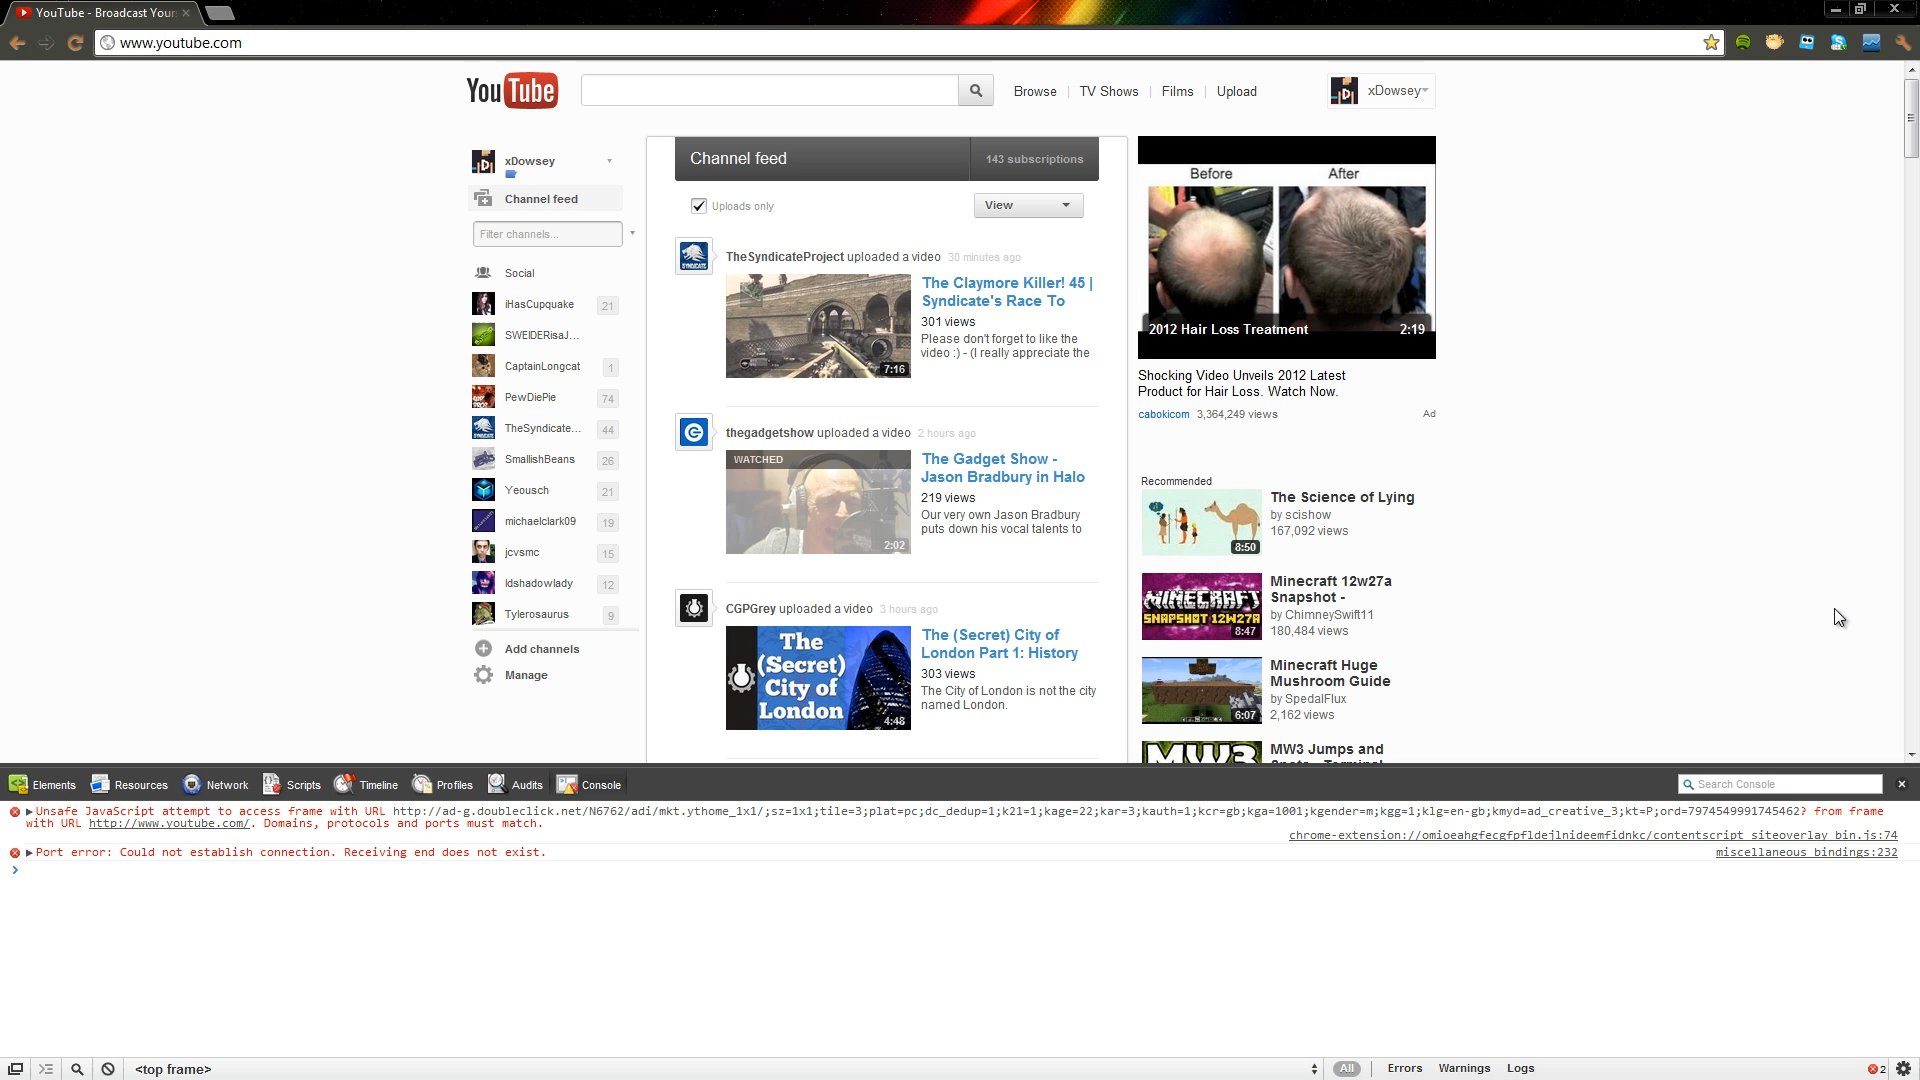 YouTube - Broadcast Your
www.youtube.com
YouTube
Browse
TV Shows
Films
Upload
xDowsey
xDowsey
Channel feed
Filter channels...
Social
iHasCupquake 21
SWEIDERisaJ...
CaptainLongcat 1
PewDiePie 74
TheSyndicate... 44
SmallishBeans 26
Yeousch 21
michaelclark09 19
jcvsmc 15
ldshadowlady 12
Tylerosaurus 9
Add channels
Manage
Channel feed
143 subscriptions
Uploads only
View
SYNDICATE
TheSyndicateProject uploaded a video 30 minutes ago
7:16
The Claymore Killer! 45 |
Syndicate's Race To
301 views
Please don't forget to like the
video :) - (I really appreciate the
thegadgetshow uploaded a video 2 hours ago
WATCHED
2:02
The Gadget Show -
Jason Bradbury in Halo
219 views
Our very own Jason Bradbury
puts down his vocal talents to
CGPGrey uploaded a video 3 hours ago
The
(Secret)
City of
London
4:48
The (Secret) City of
London Part 1: History
303 views
The City of London is not the city
named London.
Before
After
2012 Hair Loss Treatment
2:19
Shocking Video Unveils 2012 Latest
Product for Hair Loss. Watch Now.
cabokicom 3,364,249 views
Ad
Recommended
8:50
The Science of Lying
by scishow
167,092 views
MINECRAFT
SNAPSHOT 12W27A
8:47
Minecraft 12w27a
Snapshot -
by ChimneySwift11
180,484 views
6:07
Minecraft Huge
Mushroom Guide
by SpedalFlux
2,162 views
MW3
MW3 Jumps and
Elements
Resources
Network
Scripts
Timeline
Profiles
Audits
Console
Search Console
Unsafe JavaScript attempt to access frame with URL http://ad-g.doubleclick.net/N6762/adi/mkt.ythome_1x1/;sz=1x1;tile=3;plat=pc;dc_dedup=1;k21=1;kage=22;kar=3;kauth=1;kcr=gb;kga=1001;kgender=m;kgg=1;klg=en-gb;kmyd=ad_creative_3;kt=P;ord=7974549991745462? from frame
with URL http://www.youtube.com/. Domains, protocols and ports must match.
chrome-extension://omioeahgfecgfpfldejlnideemfidnkc/contentscript_siteoverlay_bin.js:74
Port error: Could not establish connection. Receiving end does not exist.
miscellaneous_bindings:232
<top frame>
All
Errors
Warnings
Logs
2